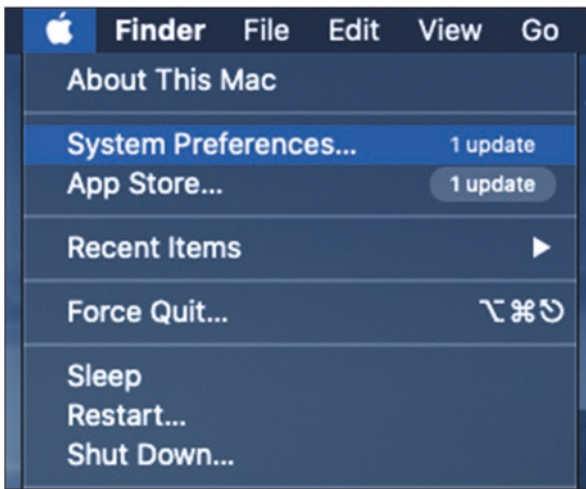 Finder File Edit View Go
About This Mac
System Preferences... 1 update
App Store... 1 update
Recent Items ▶
Force Quit... ⌥⌘⎋
Sleep
Restart...
Shut Down...